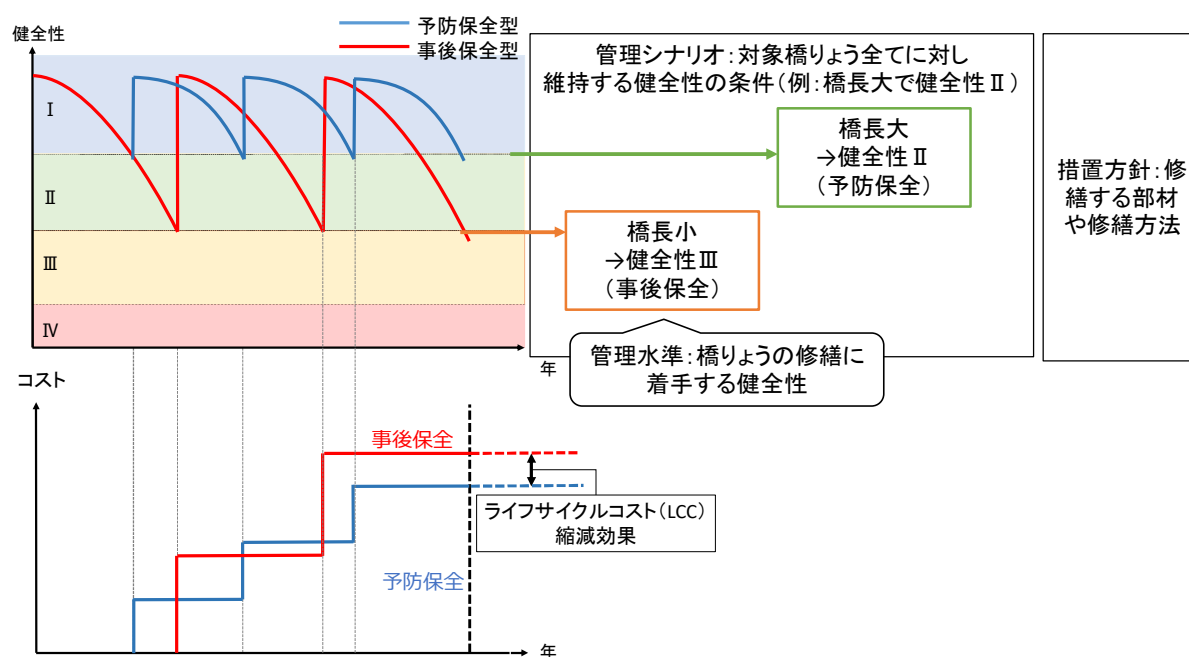 予防保全型
事後保全型
健全性
Ⅰ
Ⅱ
Ⅲ
Ⅳ
年
管理シナリオ：対象橋りょう全てに対し
維持する健全性の条件（例：橋長大で健全性Ⅱ）
橋長大
→健全性Ⅱ
（予防保全）
橋長小
→健全性Ⅲ
（事後保全）
管理水準：橋りょうの修繕に
着手する健全性
措置方針：修
繕する部材
や修繕方法
コスト
事後保全
予防保全
ライフサイクルコスト（LCC）
縮減効果
年